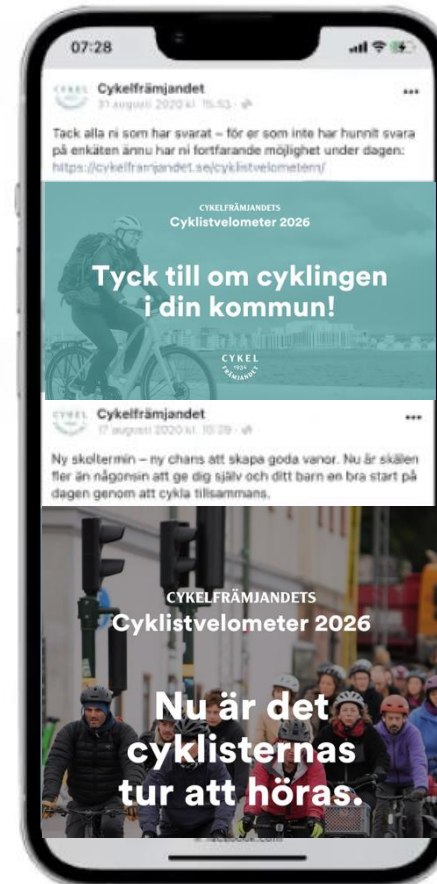 07:28
Cykelfrämjandet
31 augusti 2020 kl. 15:53
Tack alla ni som har svarat – för er som inte har hunnit svara
på enkäten ännu har ni fortfarande möjlighet under dagen:
https://cykelframjandet.se/cyklistvelometern/
CYKELFRÄMJANDETS
Cyklistvelometer 2026
Tyck till om cyklingen
i din kommun!
CYKEL
1934
FRÄMJANDET
CYKEL
Cykelfrämjandet
17 augusti 2020 kl. 10:29
Ny skoltermin – ny chans att skapa goda vanor. Nu är skälen
fler än någonsin att ge dig själv och ditt barn en bra start på
dagen genom att cykla tillsammans.
CYKELFRÄMJANDETS
Cyklistvelometer 2026
Nu är det
cyklisternas
tur att höras.